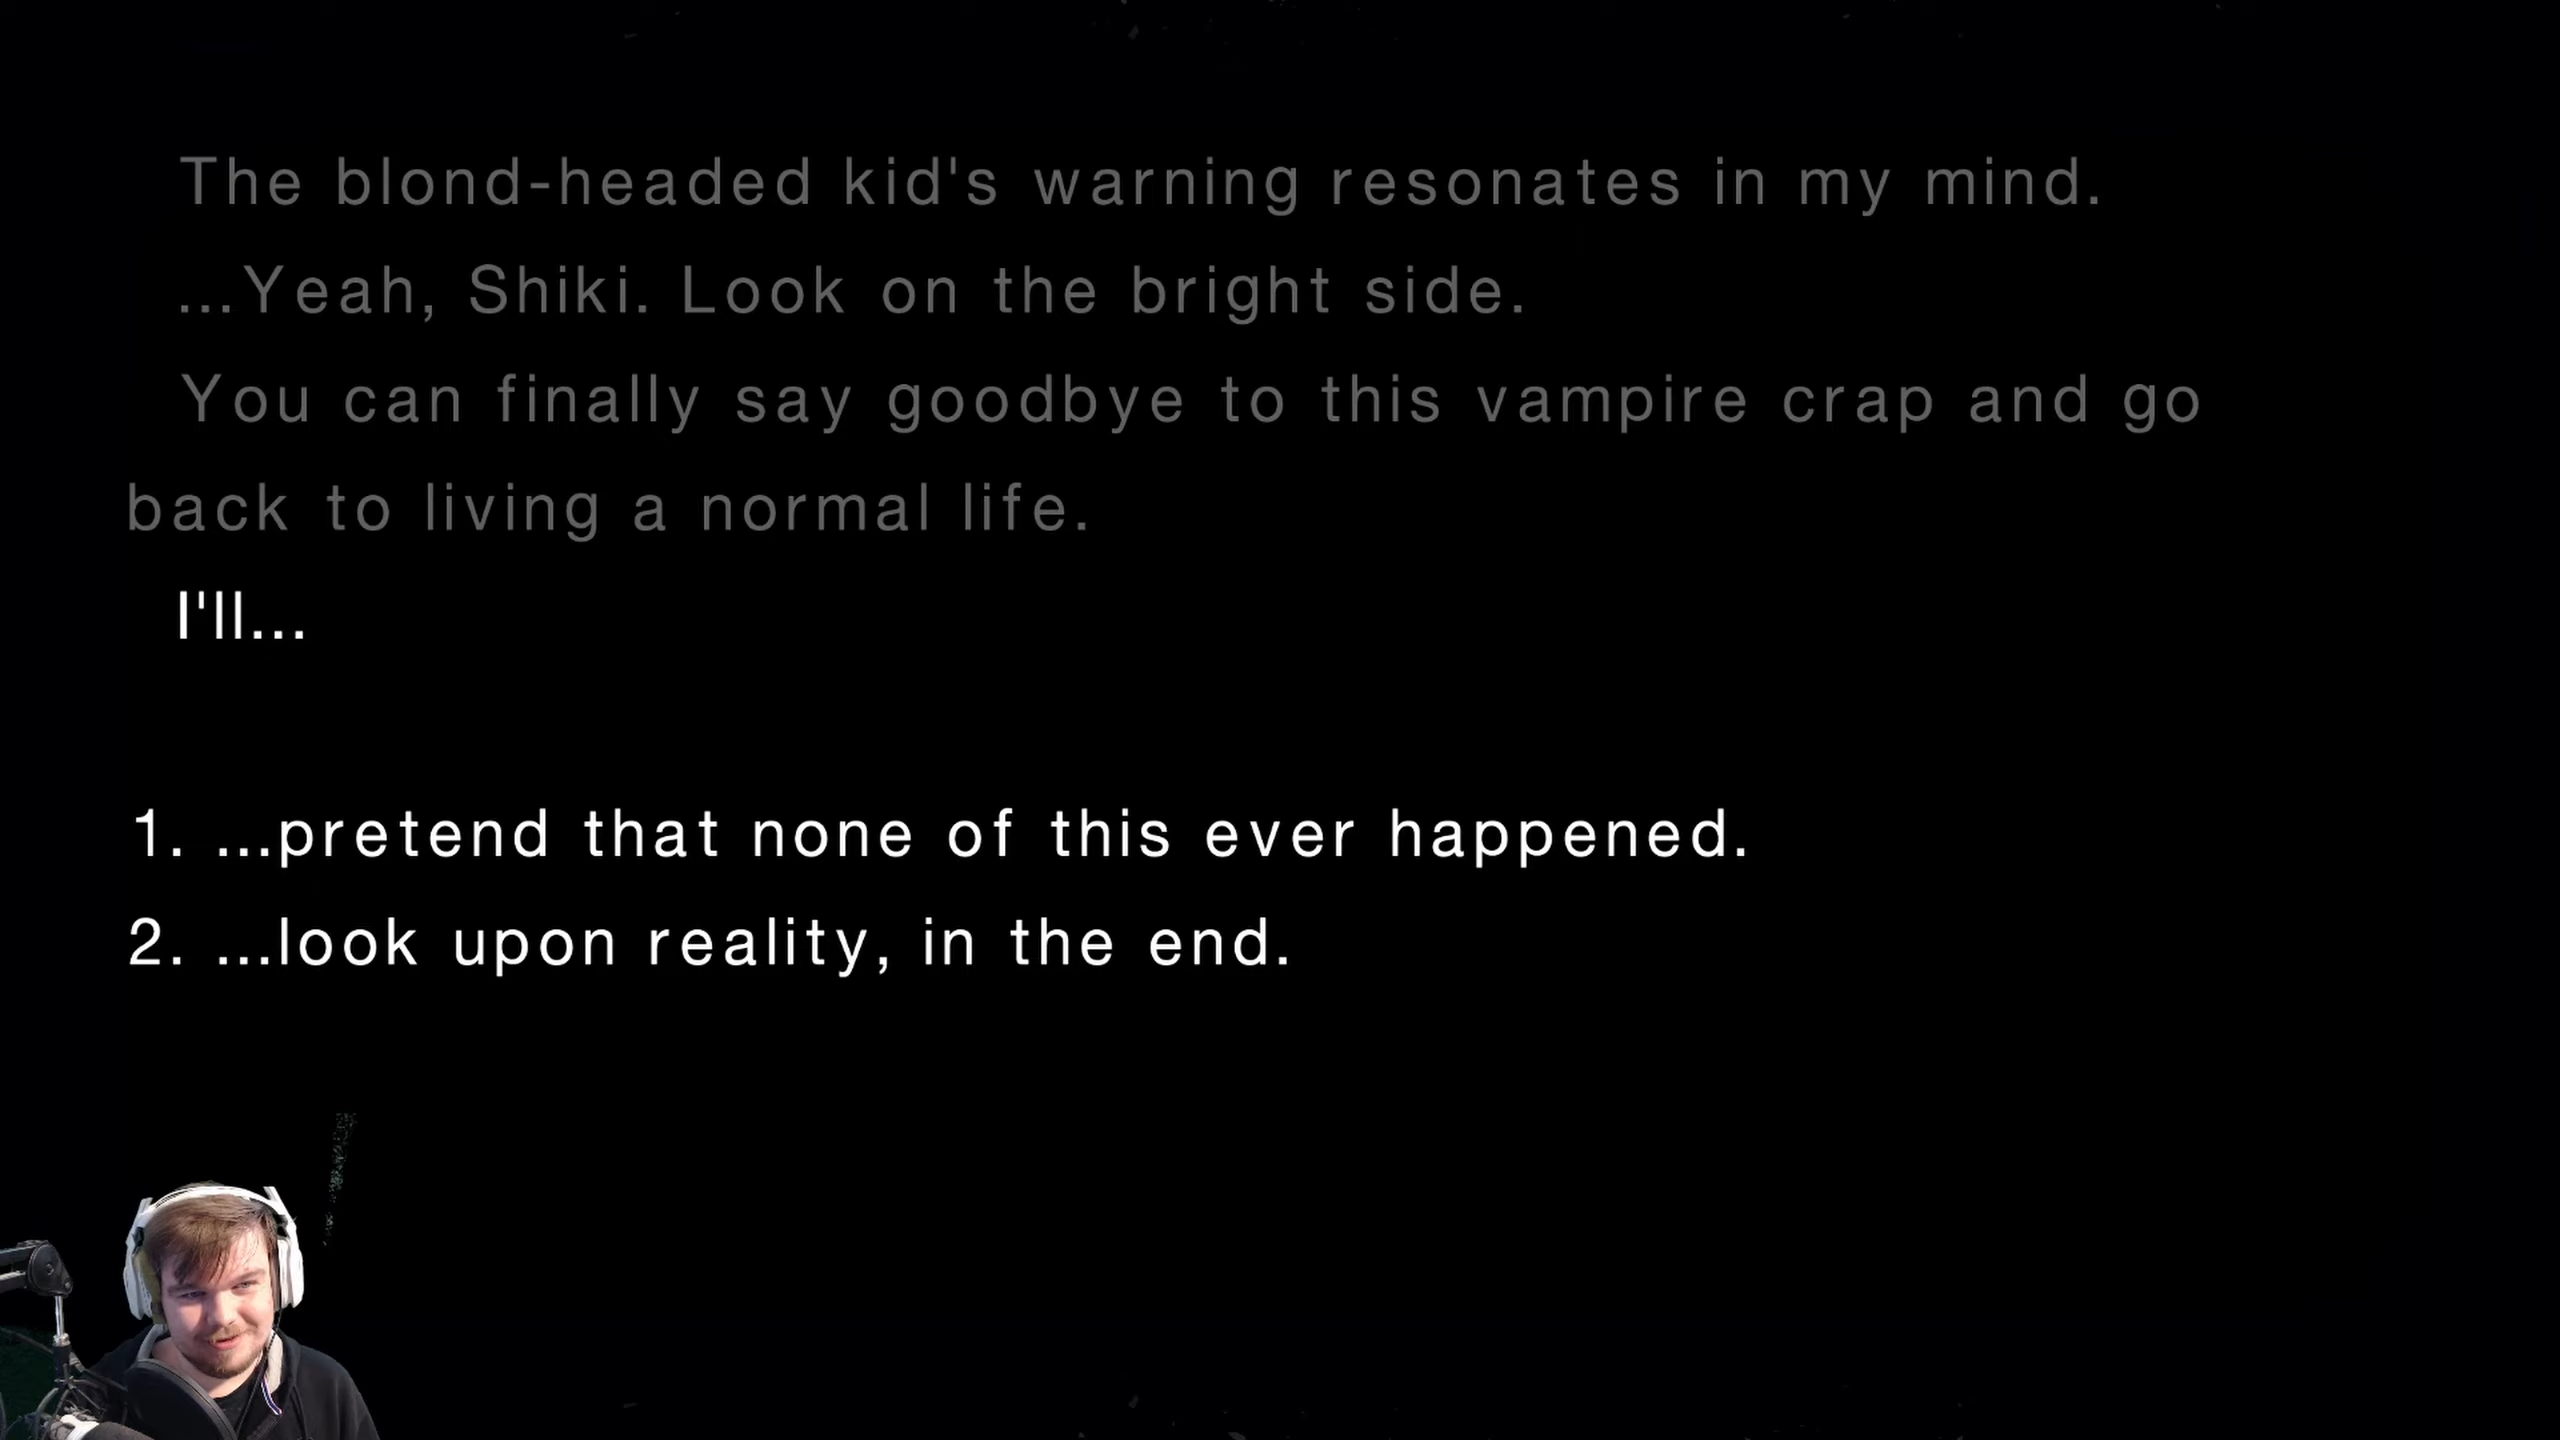 The blond-headed kid's warning resonates in my mind.
...Yeah, Shiki. Look on the bright side.
You can finally say goodbye to this vampire crap and go
back to living a normal life.
I'll...
1. ...pretend that none of this ever happened.
2. ...look upon reality, in the end.